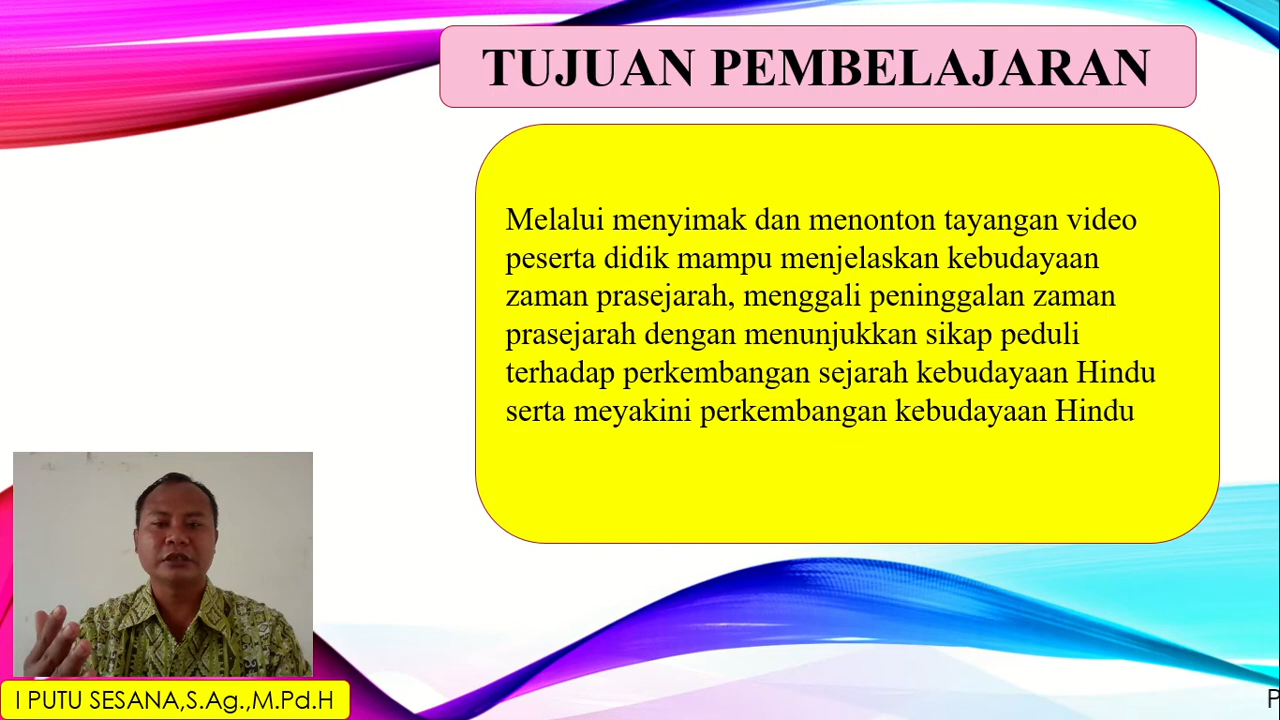 TUJUAN PEMBELAJARAN
Melalui menyimak dan menonton tayangan video
peserta didik mampu menjelaskan kebudayaan
zaman prasejarah, menggali peninggalan zaman
prasejarah dengan menunjukkan sikap peduli
terhadap perkembangan sejarah kebudayaan Hindu
serta meyakini perkembangan kebudayaan Hindu
I PUTU SESANA,S.Ag.,M.Pd.H
P